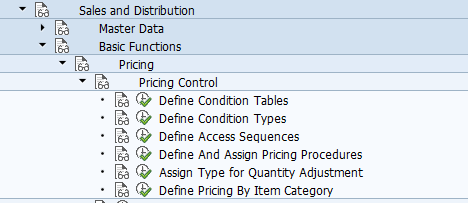 Sales and Distribution
Master Data
Basic Functions
Pricing
Pricing Control
Define Condition Tables
Define Condition Types
Define Access Sequences
Define And Assign Pricing Procedures
Assign Type for Quantity Adjustment
Define Pricing By Item Category